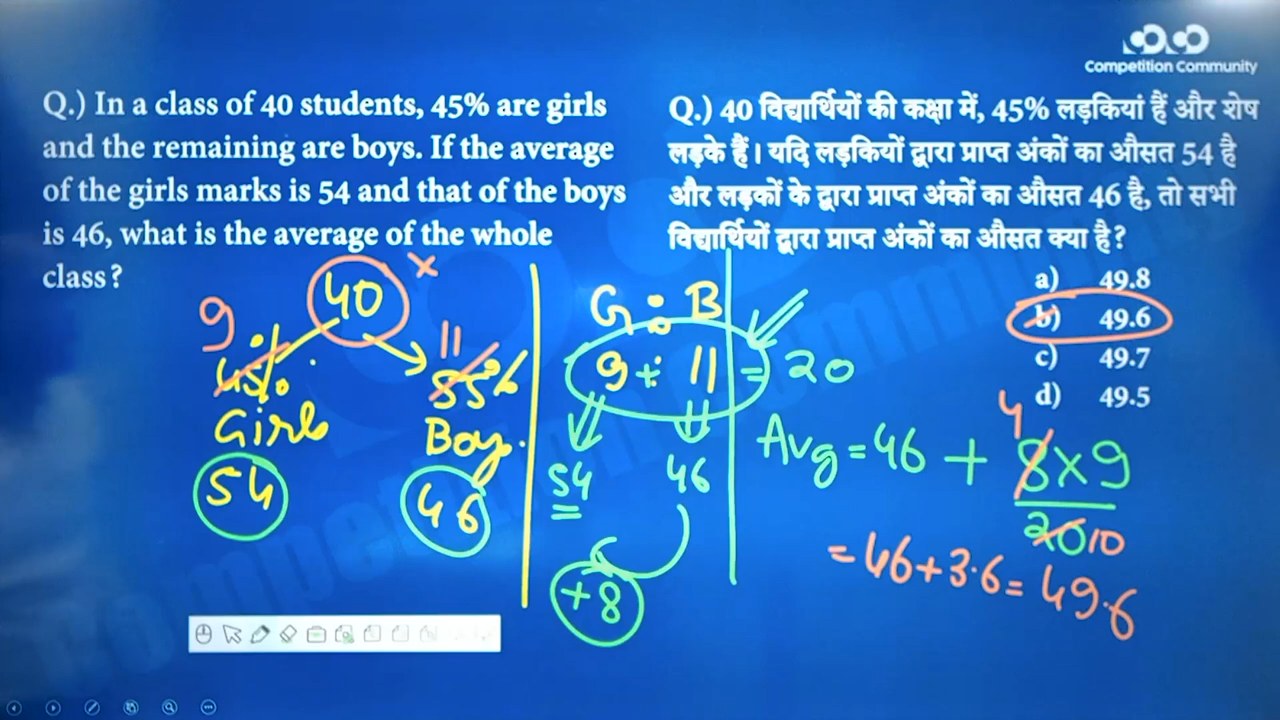 Competition Community
Q.) In a class of 40 students, 45% are girls
and the remaining are boys. If the average
of the girls marks is 54 and that of the boys
is 46, what is the average of the whole
class?
Q.) 40 विद्यार्थियों की कक्षा में, 45% लड़कियां हैं और शेष
लड़के हैं। यदि लड़कियों द्वारा प्राप्त अंकों का औसत 54 है
और लड़कों के द्वारा प्राप्त अंकों का औसत 46 है, तो सभी
विद्यार्थियों द्वारा प्राप्त अंकों का औसत क्या है?
a) 49.8
b) 49.6
c) 49.7
d) 49.5
40 x
9 11
45% 55%
Girls Boy.
54 46
G : B
9 + 11 = 20
54 46
+8
Avg = 46 + 8x9
4
20 10
= 46+3.6 = 49.6